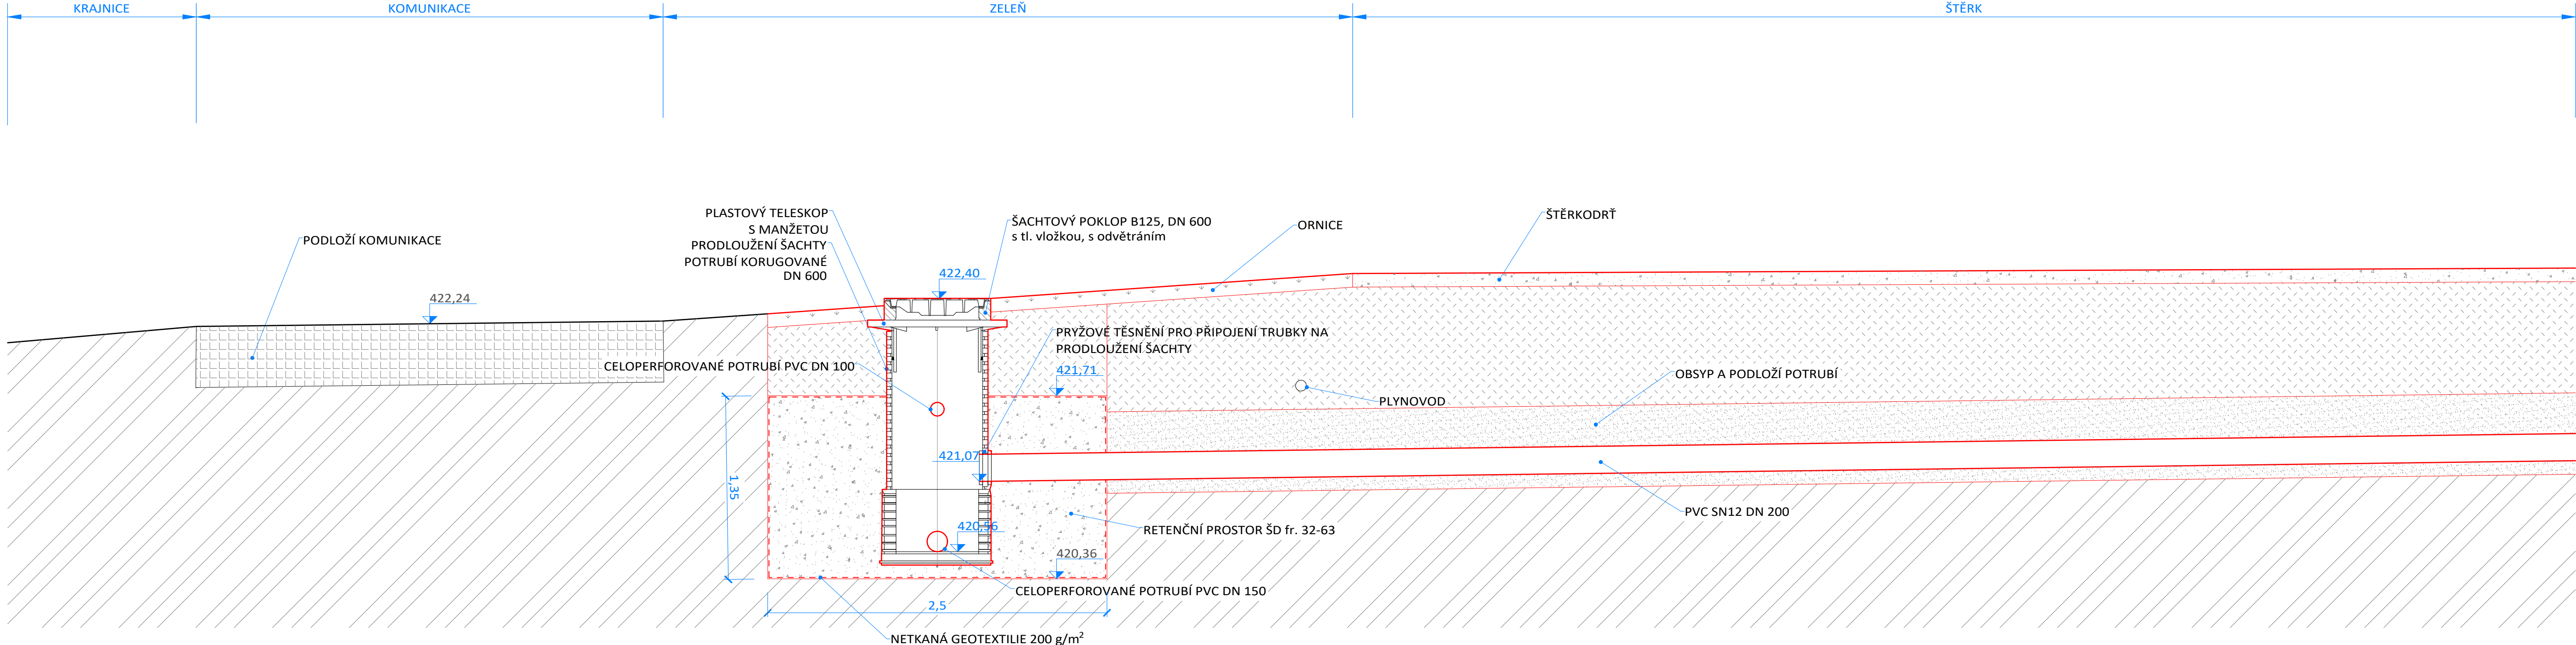 KRAJNICE
KOMUNIKACE
ZELEŇ
ŠTĚRK
PODLOŽÍ KOMUNIKACE
422,24
PLASTOVÝ TELESKOP
S MANŽETOU
PRODLOUŽENÍ ŠACHTY
POTRUBÍ KORUGOVANÉ
DN 600
422,40
ŠACHTOVÝ POKLOP B125, DN 600
s tl. vložkou, s odvětráním
ORNICE
ŠTĚRKODRŤ
PRYŽOVÉ TĚSNĚNÍ PRO PŘIPOJENÍ TRUBKY NA
PRODLOUŽENÍ ŠACHTY
CELOPERFOROVANÉ POTRUBÍ PVC DN 100
421,71
PLYNOVOD
OBSYP A PODLOŽÍ POTRUBÍ
421,07
1,35
PVC SN12 DN 200
420,56
RETENČNÍ PROSTOR ŠD fr. 32-63
420,36
CELOPERFOROVANÉ POTRUBÍ PVC DN 150
2,5
NETKANÁ GEOTEXTILIE 200 g/m²